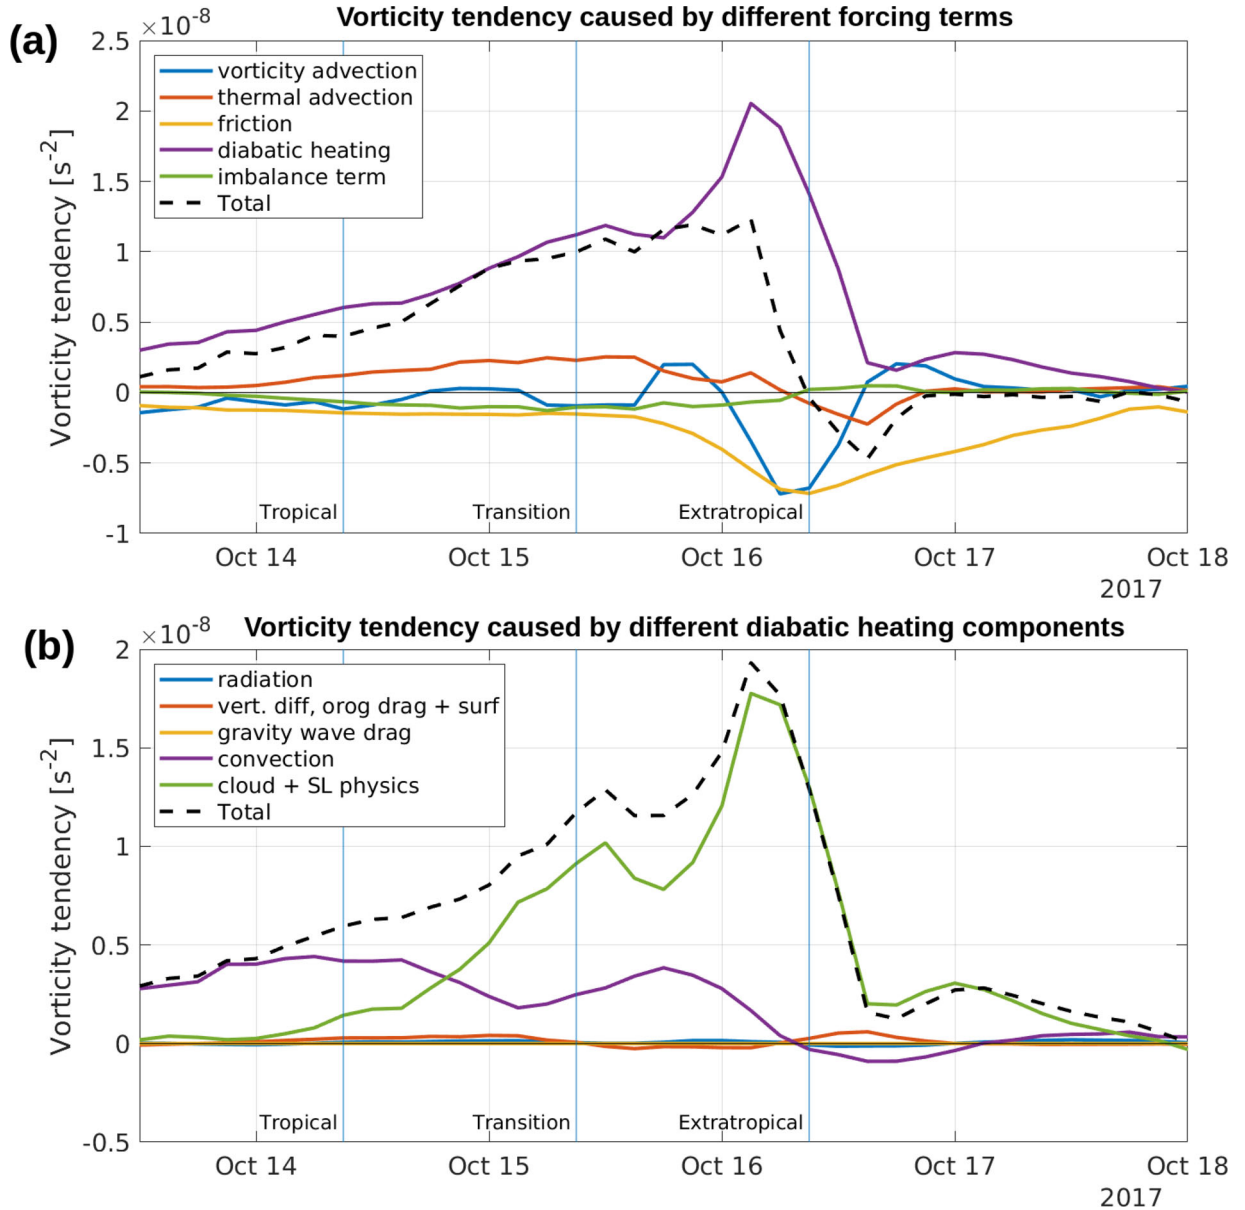 (a)
Vorticity tendency caused by different forcing terms
×10^-8
Vorticity tendency [s^-2]
2.5
2
1.5
1
0.5
0
-0.5
-1
vorticity advection
thermal advection
friction
diabatic heating
imbalance term
Total
Tropical
Transition
Extratropical
Oct 14
Oct 15
Oct 16
Oct 17
Oct 18
2017
(b)
Vorticity tendency caused by different diabatic heating components
×10^-8
Vorticity tendency [s^-2]
2
1.5
1
0.5
0
-0.5
radiation
vert. diff, orog drag + surf
gravity wave drag
convection
cloud + SL physics
Total
Tropical
Transition
Extratropical
Oct 14
Oct 15
Oct 16
Oct 17
Oct 18
2017